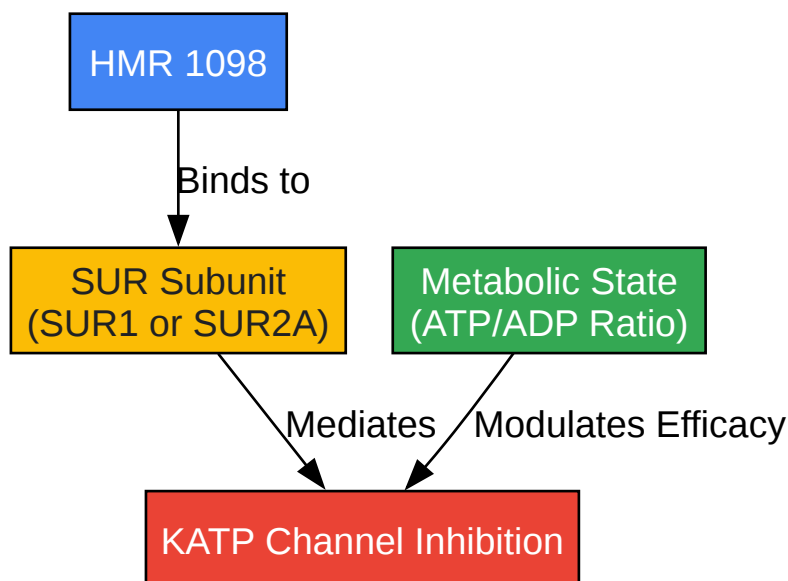 HMR 1098
Binds to
SUR Subunit
(SUR1 or SUR2A)
Metabolic State
(ATP/ADP Ratio)
Mediates
Modulates Efficacy
KATP Channel Inhibition